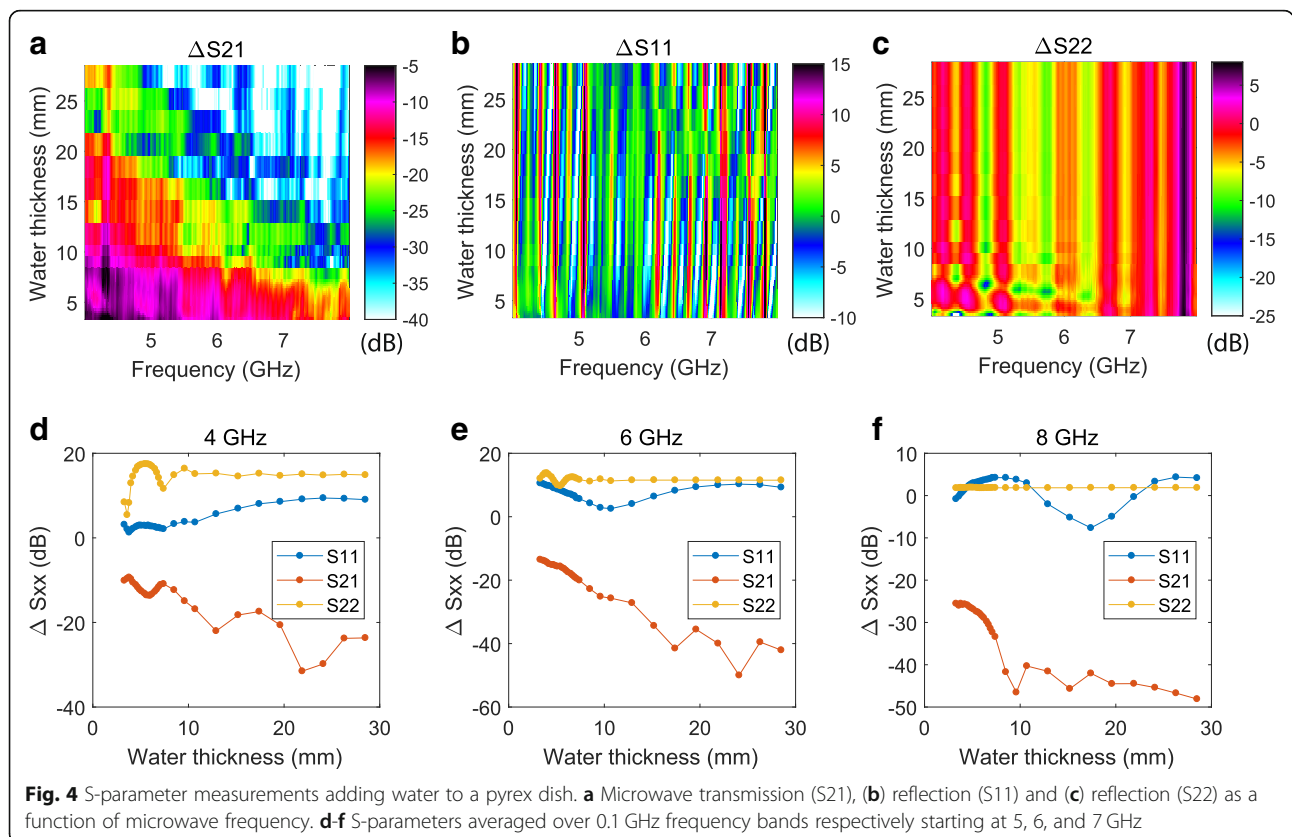 a
ΔS21
Water thickness (mm)
25
20
15
10
5
5 6 7
Frequency (GHz)
-5
-10
-15
-20
-25
-30
-35
-40
(dB)
b
ΔS11
Water thickness (mm)
25
20
15
10
5
5 6 7
Frequency (GHz)
15
10
5
0
-5
-10
(dB)
c
ΔS22
Water thickness (mm)
25
20
15
10
5
5 6 7
Frequency (GHz)
5
0
-5
-10
-15
-20
-25
(dB)
d
4 GHz
Δ Sxx (dB)
20
0
-20
-40
0 10 20 30
Water thickness (mm)
S11
S21
S22
e
6 GHz
Δ Sxx (dB)
20
0
-20
-40
-60
0 10 20 30
Water thickness (mm)
S11
S21
S22
f
8 GHz
Δ Sxx (dB)
10
0
-10
-20
-30
-40
-50
0 10 20 30
Water thickness (mm)
S11
S21
S22
Fig. 4 S-parameter measurements adding water to a pyrex dish. a Microwave transmission (S21), (b) reflection (S11) and (c) reflection (S22) as a
function of microwave frequency. d-f S-parameters averaged over 0.1 GHz frequency bands respectively starting at 5, 6, and 7 GHz